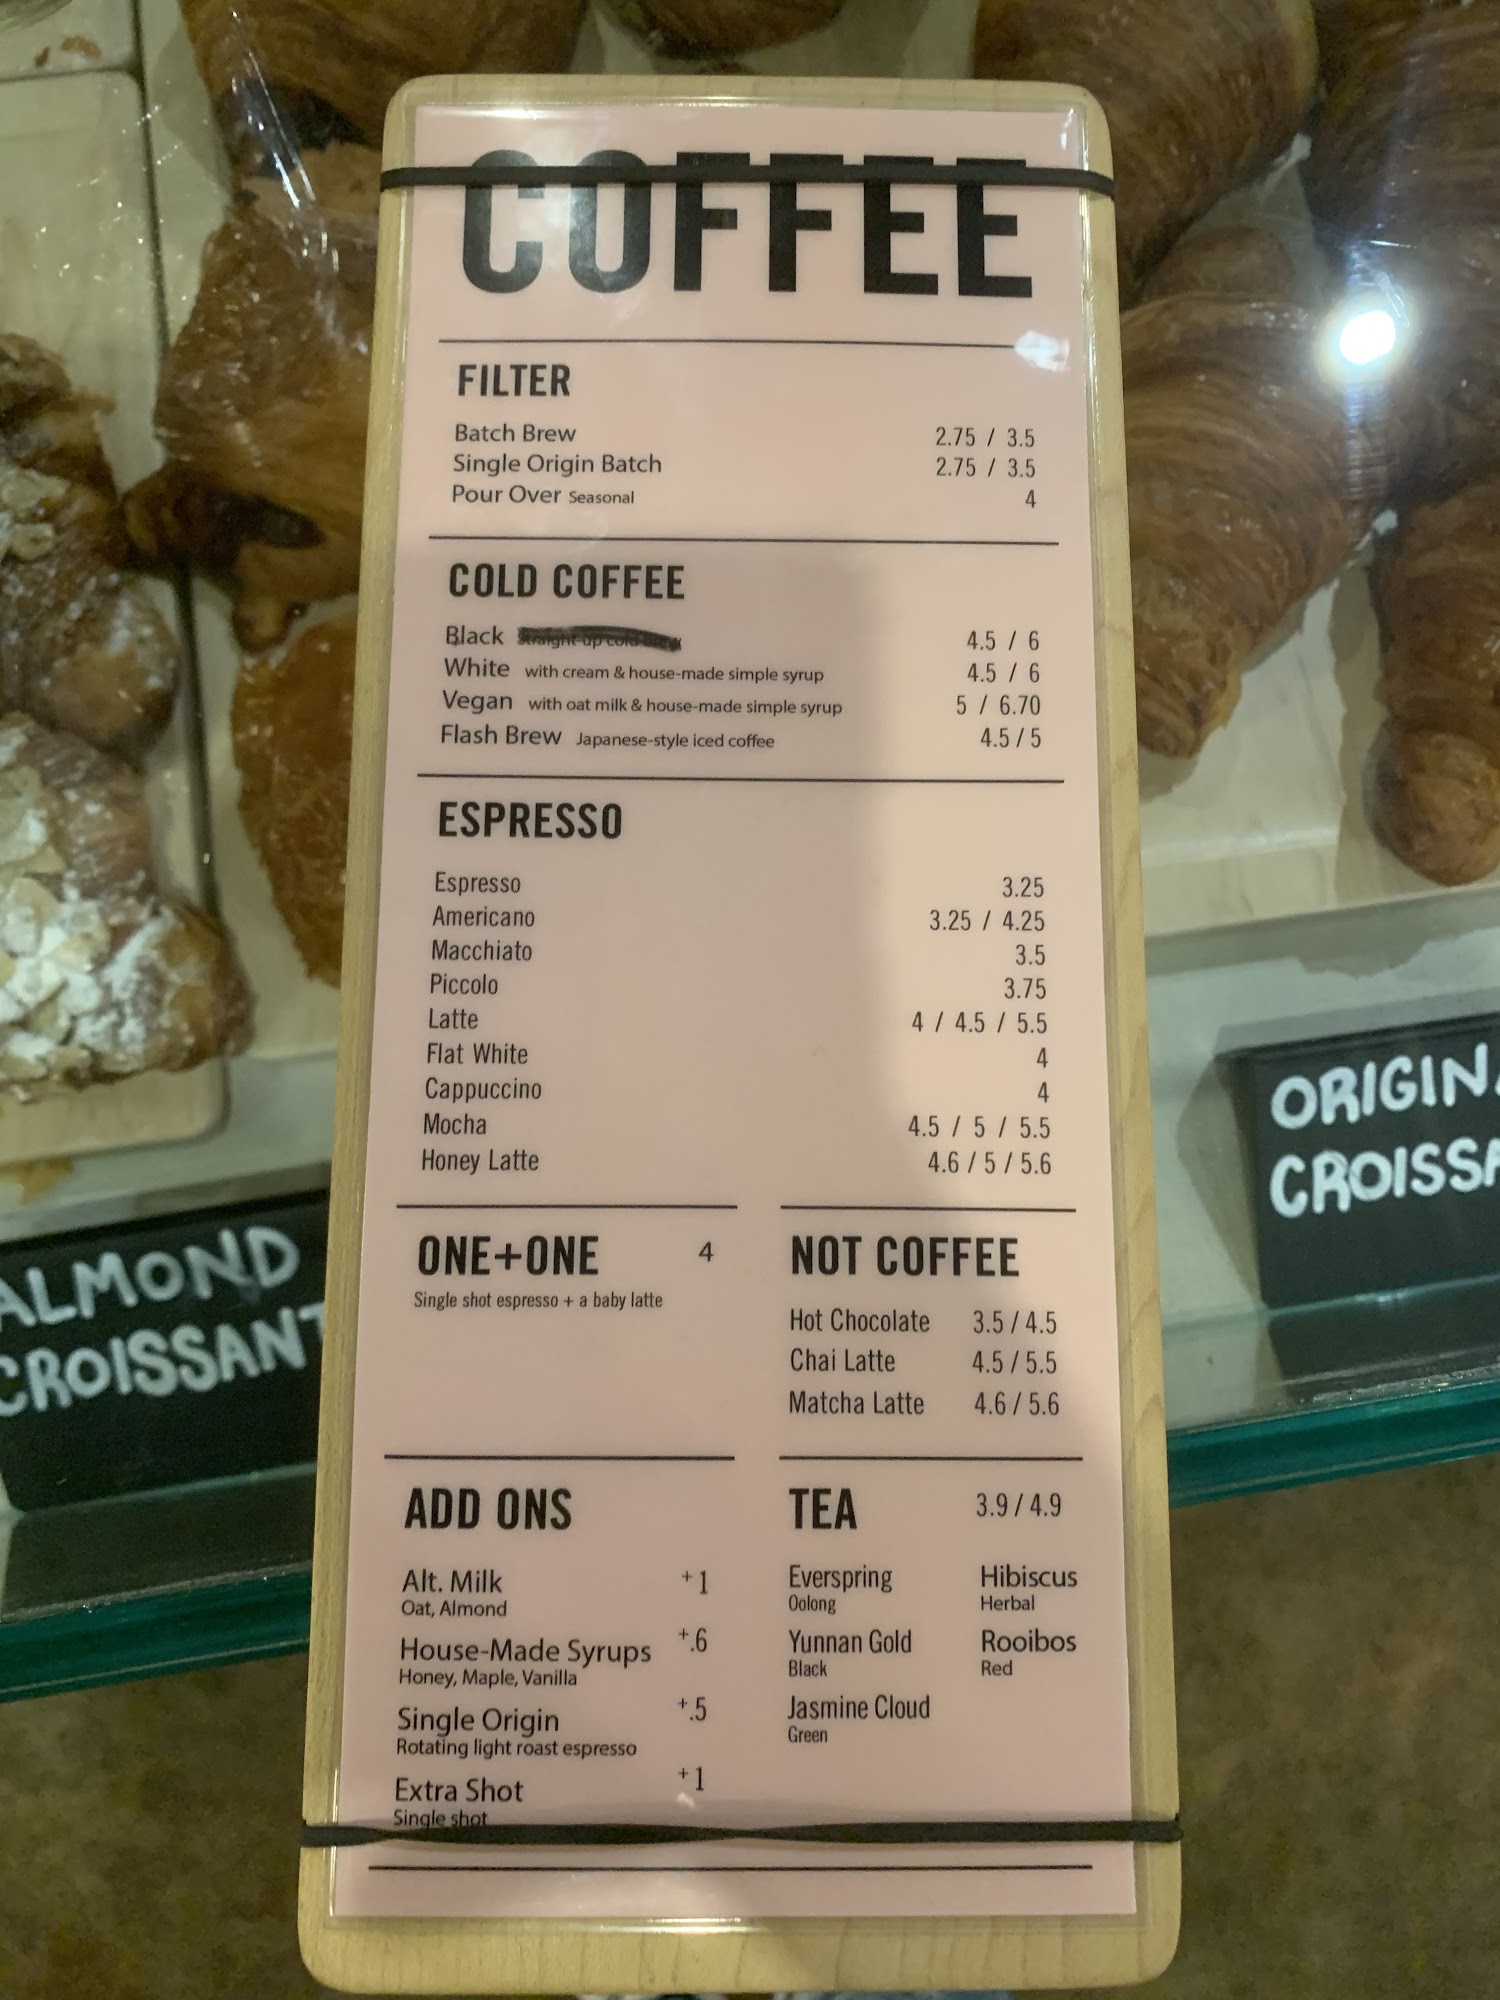 COFFEE
FILTER
Batch Brew 2.75 / 3.5
Single Origin Batch 2.75 / 3.5
Pour Over Seasonal 4
COLD COFFEE
Black Straight-up cold brew 4.5 / 6
White with cream & house-made simple syrup 4.5 / 6
Vegan with oat milk & house-made simple syrup 5 / 6.70
Flash Brew Japanese-style iced coffee 4.5 / 5
ESPRESSO
Espresso 3.25
Americano 3.25 / 4.25
Macchiato 3.5
Piccolo 3.75
Latte 4 / 4.5 / 5.5
Flat White 4
Cappuccino 4
Mocha 4.5 / 5 / 5.5
Honey Latte 4.6 / 5 / 5.6
ONE+ONE 4
Single shot espresso + a baby latte
NOT COFFEE
Hot Chocolate 3.5 / 4.5
Chai Latte 4.5 / 5.5
Matcha Latte 4.6 / 5.6
ADD ONS
Alt. Milk +1
Oat, Almond
House-Made Syrups +.6
Honey, Maple, Vanilla
Single Origin +.5
Rotating light roast espresso
Extra Shot +1
Single shot
TEA 3.9 / 4.9
Everspring Hibiscus
Oolong Herbal
Yunnan Gold Rooibos
Black Red
Jasmine Cloud
Green
ALMOND
CROISSANT
ORIGINA
CROISSA